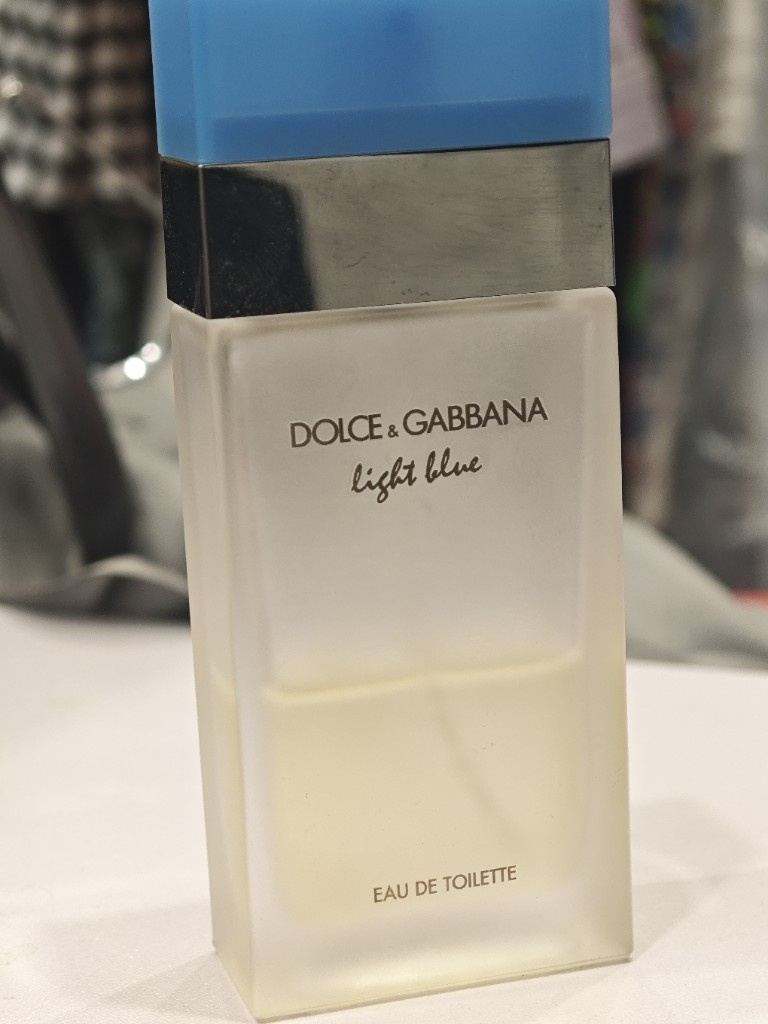 DOLCE & GABBANA
light blue
EAU DE TOILETTE